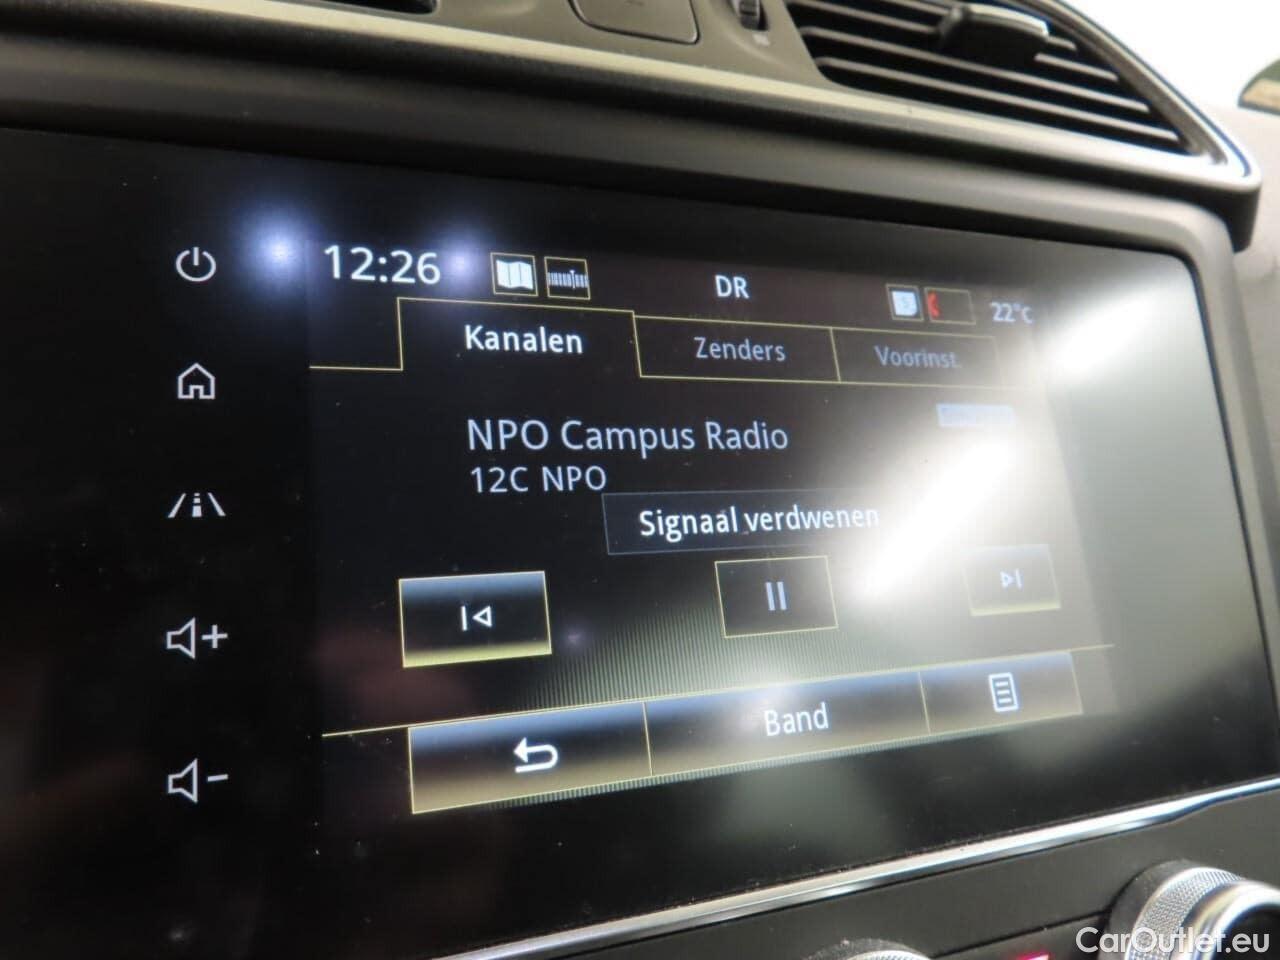 12:26 DR 22°C
Kanalen Zenders Voorinst.
NPO Campus Radio
12C NPO
Signaal verdwenen
Band
CarOutlet.eu